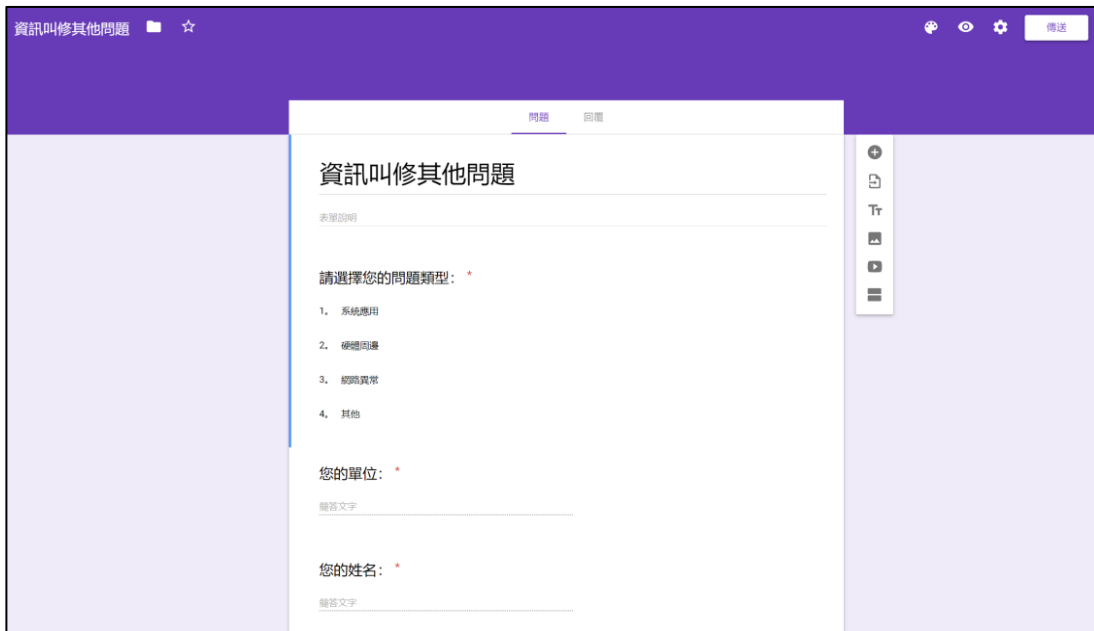 資訊叫修其他問題
傳送
問題 回覆
資訊叫修其他問題
表單說明
Tт
請選擇您的問題類型： *
1. 系統應用
2. 硬體周邊
3. 網路異常
4. 其他
您的單位： *
簡答文字
您的姓名： *
簡答文字